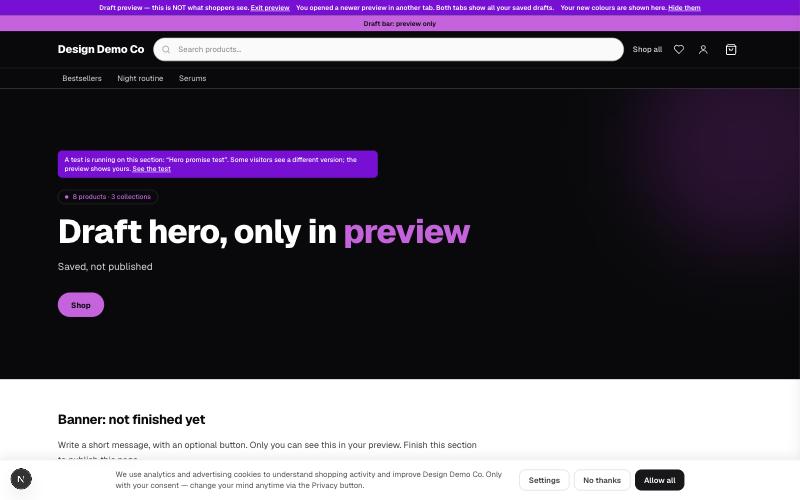 Draft preview — this is NOT what shoppers see. Exit preview You opened a newer preview in another tab. Both tabs show all your saved drafts. Your new colours are shown here. Hide them
Draft bar: preview only
Design Demo Co Search products... Shop all
Bestsellers Night routine Serums
A test is running on this section: “Hero promise test”. Some visitors see a different version; the
preview shows yours. See the test
8 products · 3 collections
Draft hero, only in preview
Saved, not published
Shop
Banner: not finished yet
Write a short message, with an optional button. Only you can see this in your preview. Finish this section
to publish this page.
We use analytics and advertising cookies to understand shopping activity and improve Design Demo Co. Only
with your consent — change your mind anytime via the Privacy button.
Settings No thanks Allow all
N